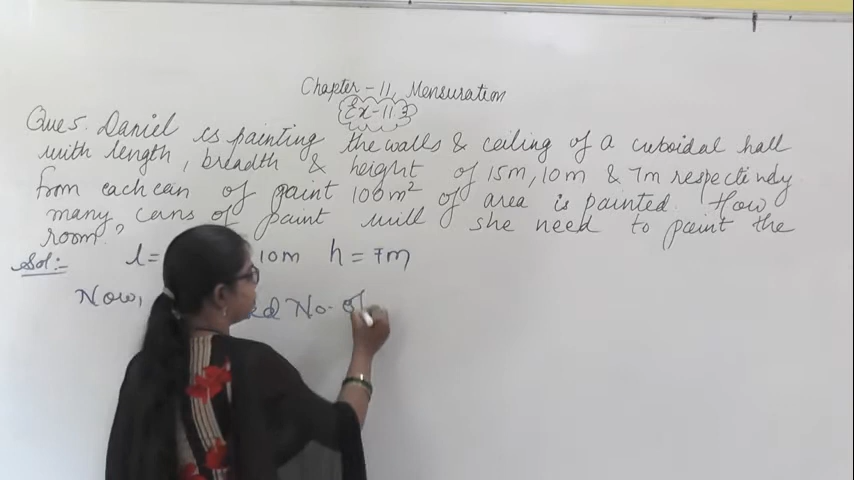 Chapter - 11, Mensuration
Ex-11.3
Ques. Daniel is painting the walls & ceiling of a cuboidal hall
with length, breadth & height of 15m, 10m & 7m respectively
from each can of paint 100m² of area is painted. How
many cans of paint will she need to paint the
room?
Sol:- l= 10m h = 7m
Now, No. of